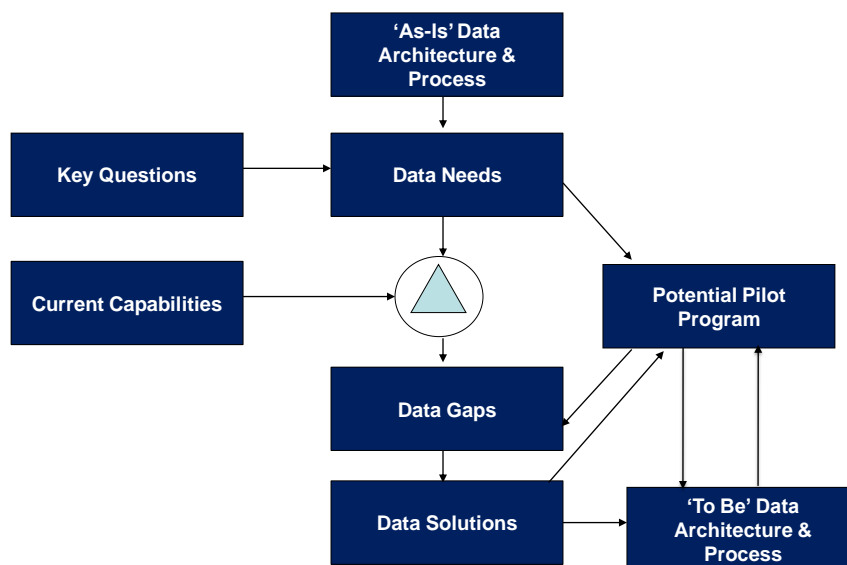 ‘As-Is’ Data
Architecture &
Process
Key Questions
Data Needs
Current Capabilities
Potential Pilot
Program
Data Gaps
Data Solutions
‘To Be’ Data
Architecture &
Process